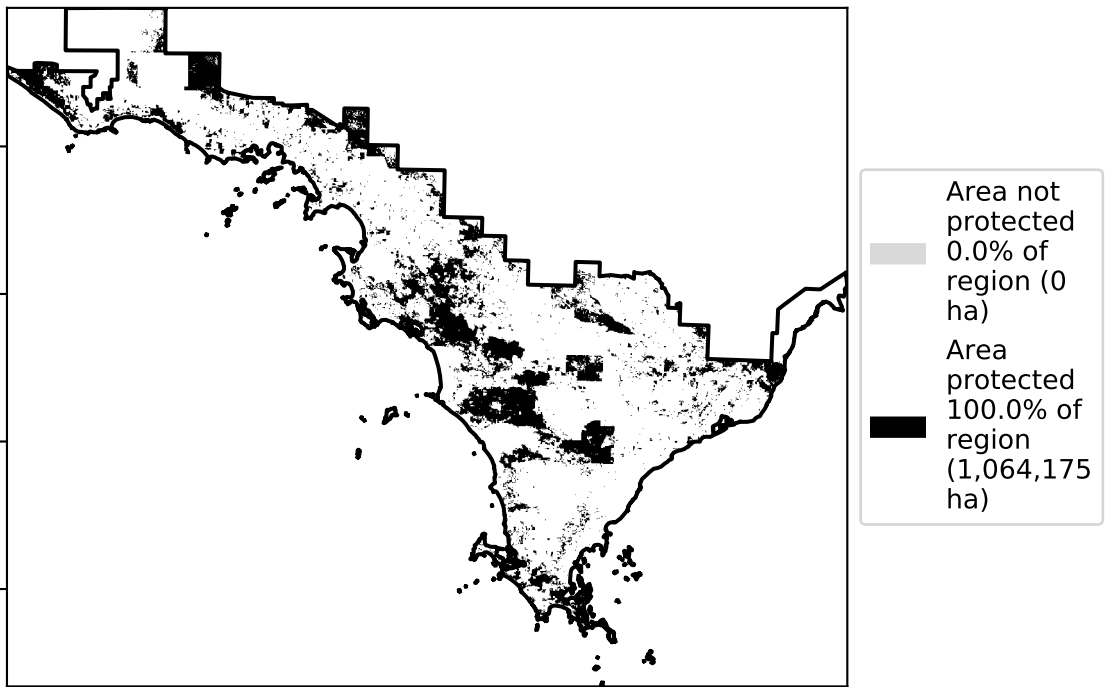 Area not
protected
0.0% of
region (0
ha)
Area
protected
100.0% of
region
(1,064,175
ha)